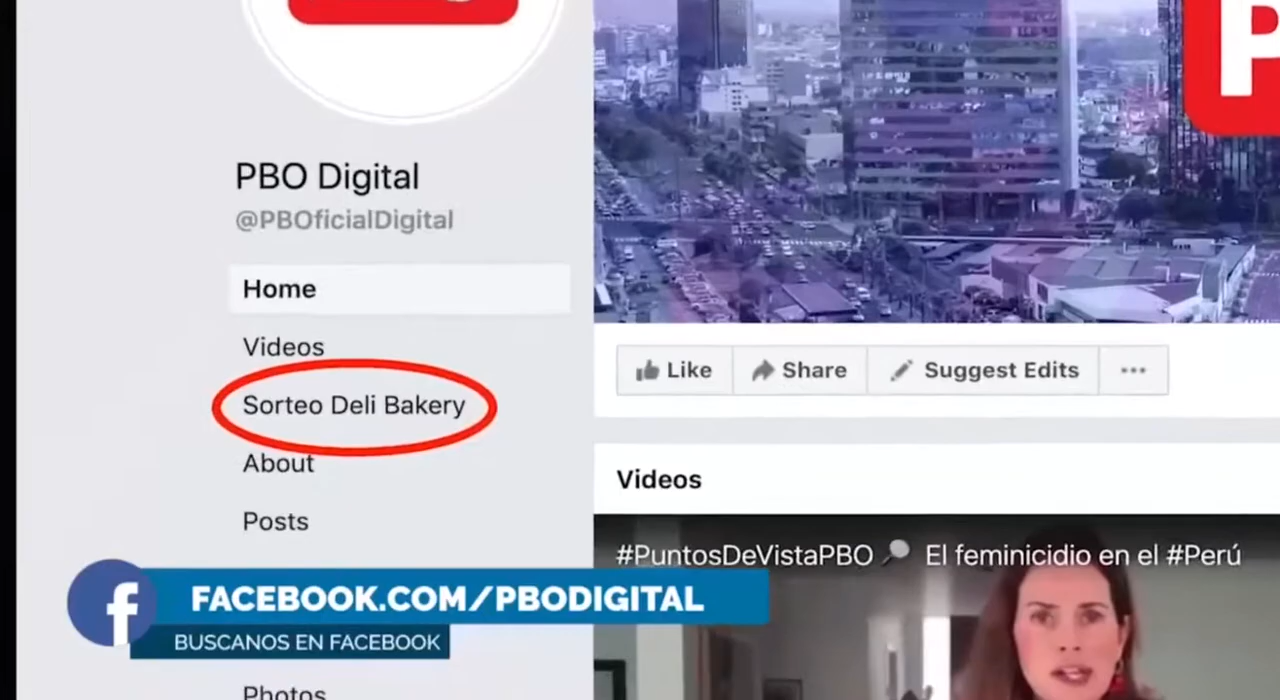 PBO Digital
@PBOficialDigital
Home
Videos
Sorteo Deli Bakery
About
Posts
Photos
P
Like Share Suggest Edits ...
Videos
#PuntosDeVistaPBO 🔎 El feminicidio en el #Perú
f FACEBOOK.COM/PBODIGITAL
BUSCANOS EN FACEBOOK